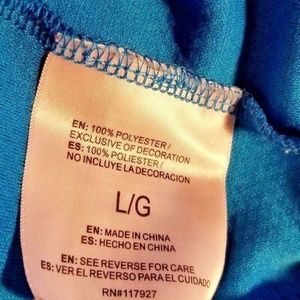 EN: 100% POLYESTER /
EXCLUSIVE OF DECORATION
ES: 100% POLIESTER /
NO INCLUYE LA DECORACION
L/G
EN: MADE IN CHINA
ES: HECHO EN CHINA
EN: SEE REVERSE FOR CARE
ES: VER EL REVERSO PARA EL CUIDADO
RN#117927